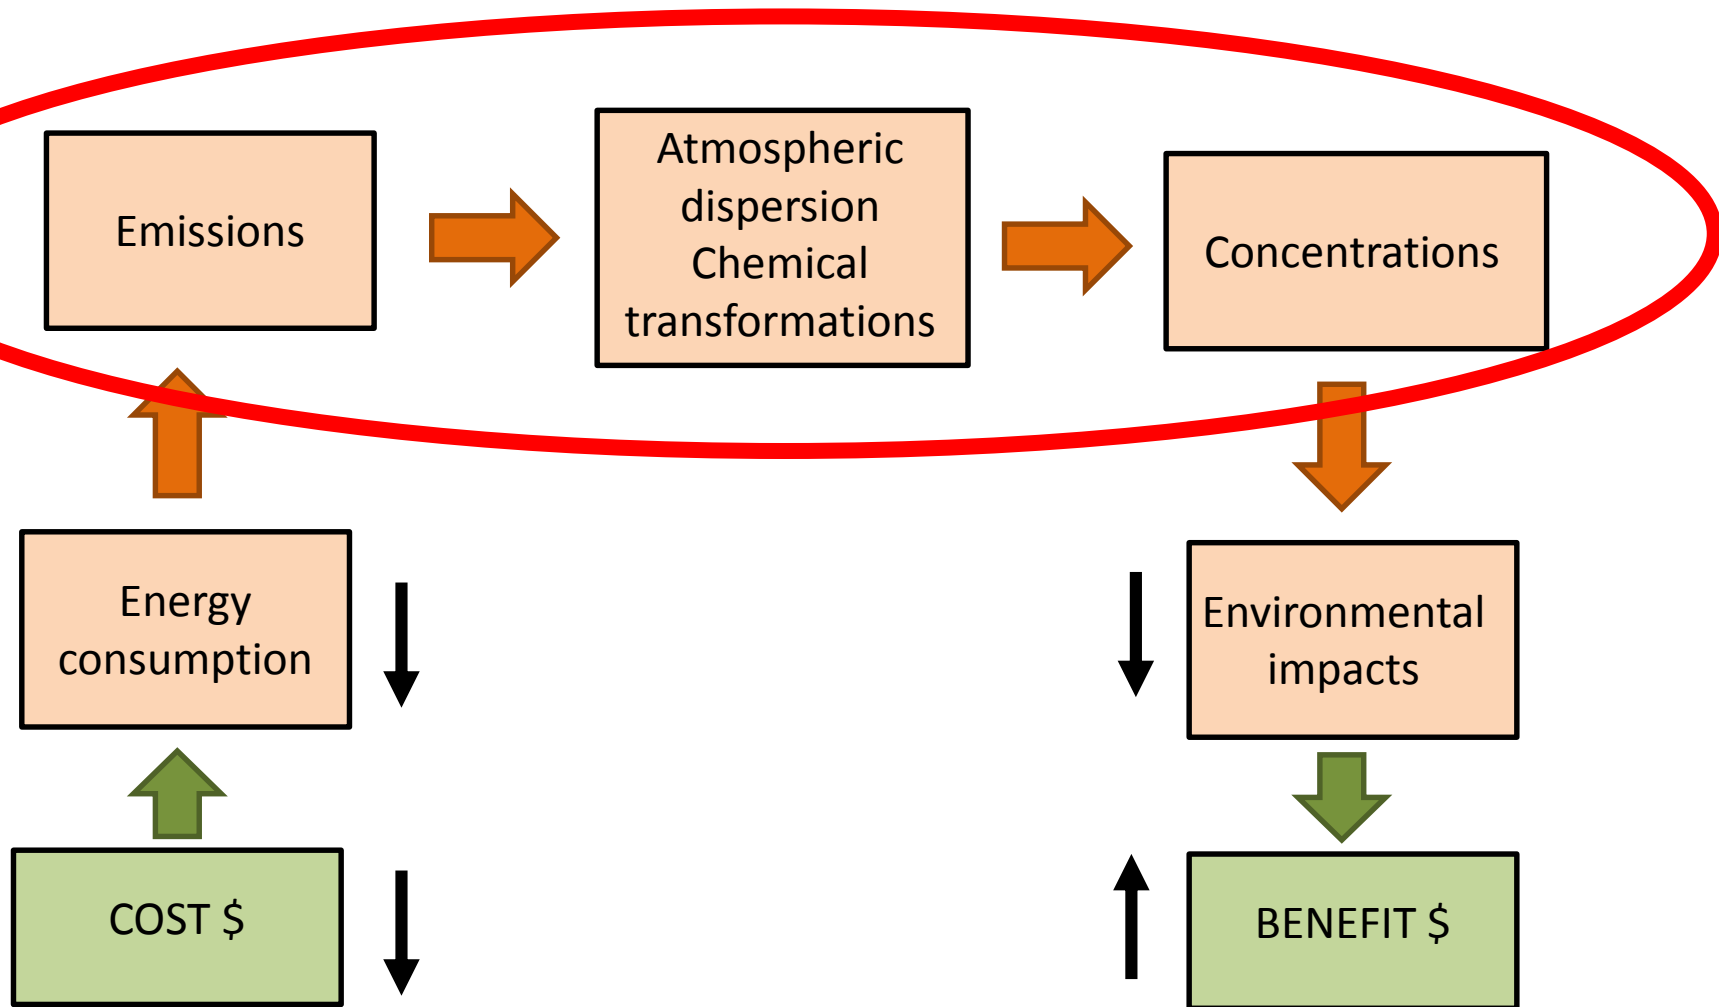 Emissions
Atmospheric
dispersion
Chemical
transformations
Concentrations
Energy
consumption
Environmental
impacts
COST $
BENEFIT $